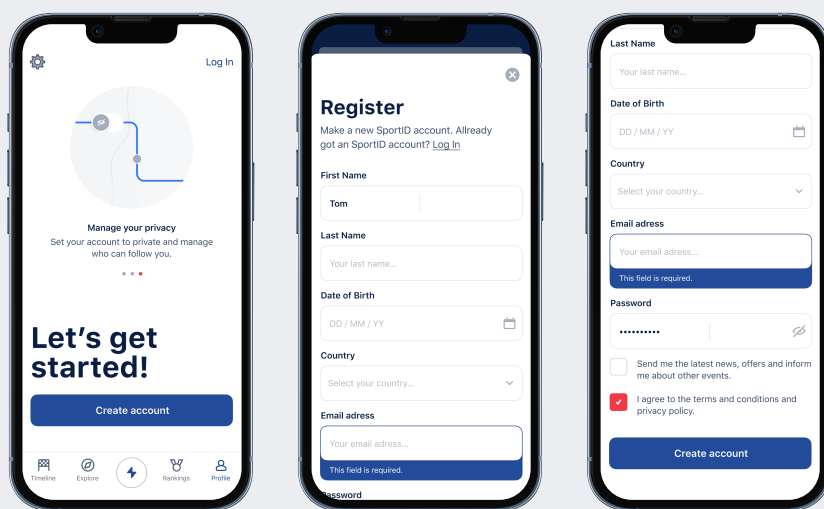 Log In
Manage your privacy
Set your account to private and manage
who can follow you.
Let's get
started!
Create account
Timeline
Explore
Rankings
Profile
Register
Make a new SportID account. Allready
got an SportID account? Log In
First Name
Tom
Last Name
Your last name...
Date of Birth
DD / MM / YY
Country
Select your country...
Email adress
Your email adress...
This field is required.
Password
Last Name
Your last name...
Date of Birth
DD / MM / YY
Country
Select your country...
Email adress
Your email adress...
This field is required.
Password
••••••••••
Send me the latest news, offers and inform
me about other events.
I agree to the terms and conditions and
privacy policy.
Create account